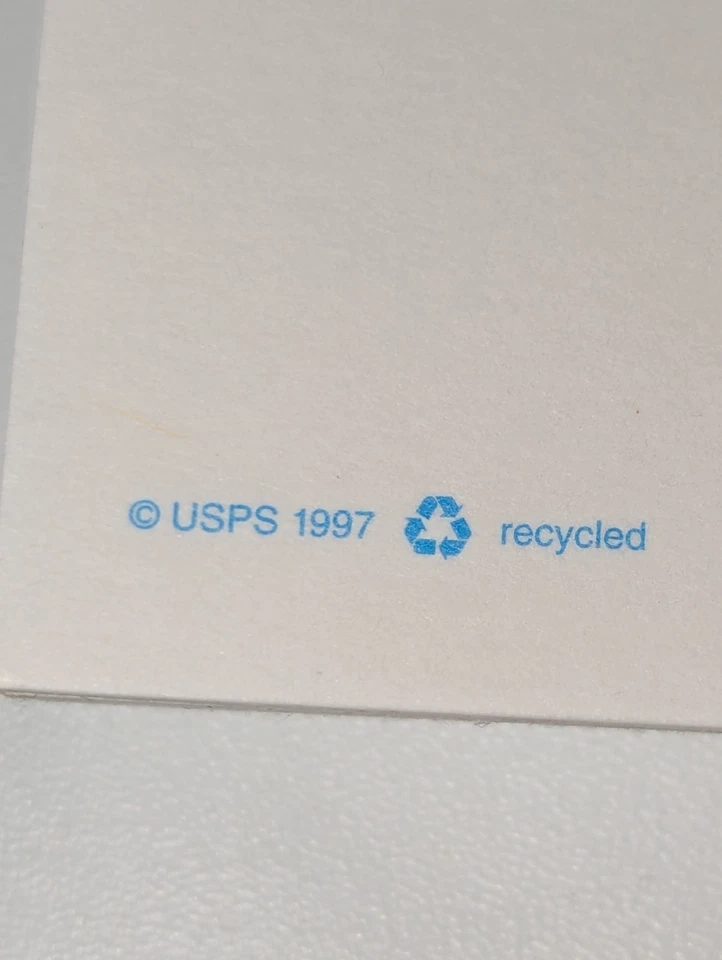 © USPS 1997 ♻ recycled